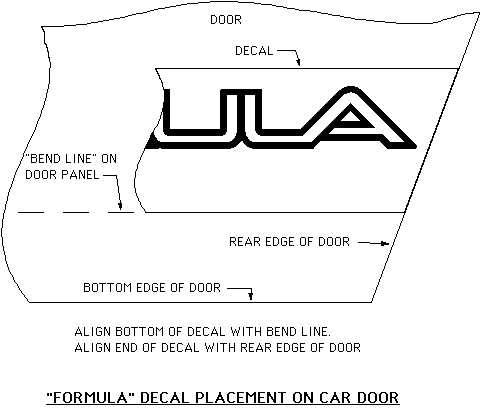 DOOR
DECAL
ULA
"BEND LINE" ON
DOOR PANEL
REAR EDGE OF DOOR
BOTTOM EDGE OF DOOR
ALIGN BOTTOM OF DECAL WITH BEND LINE.
ALIGN END OF DECAL WITH REAR EDGE OF DOOR
"FORMULA" DECAL PLACEMENT ON CAR DOOR